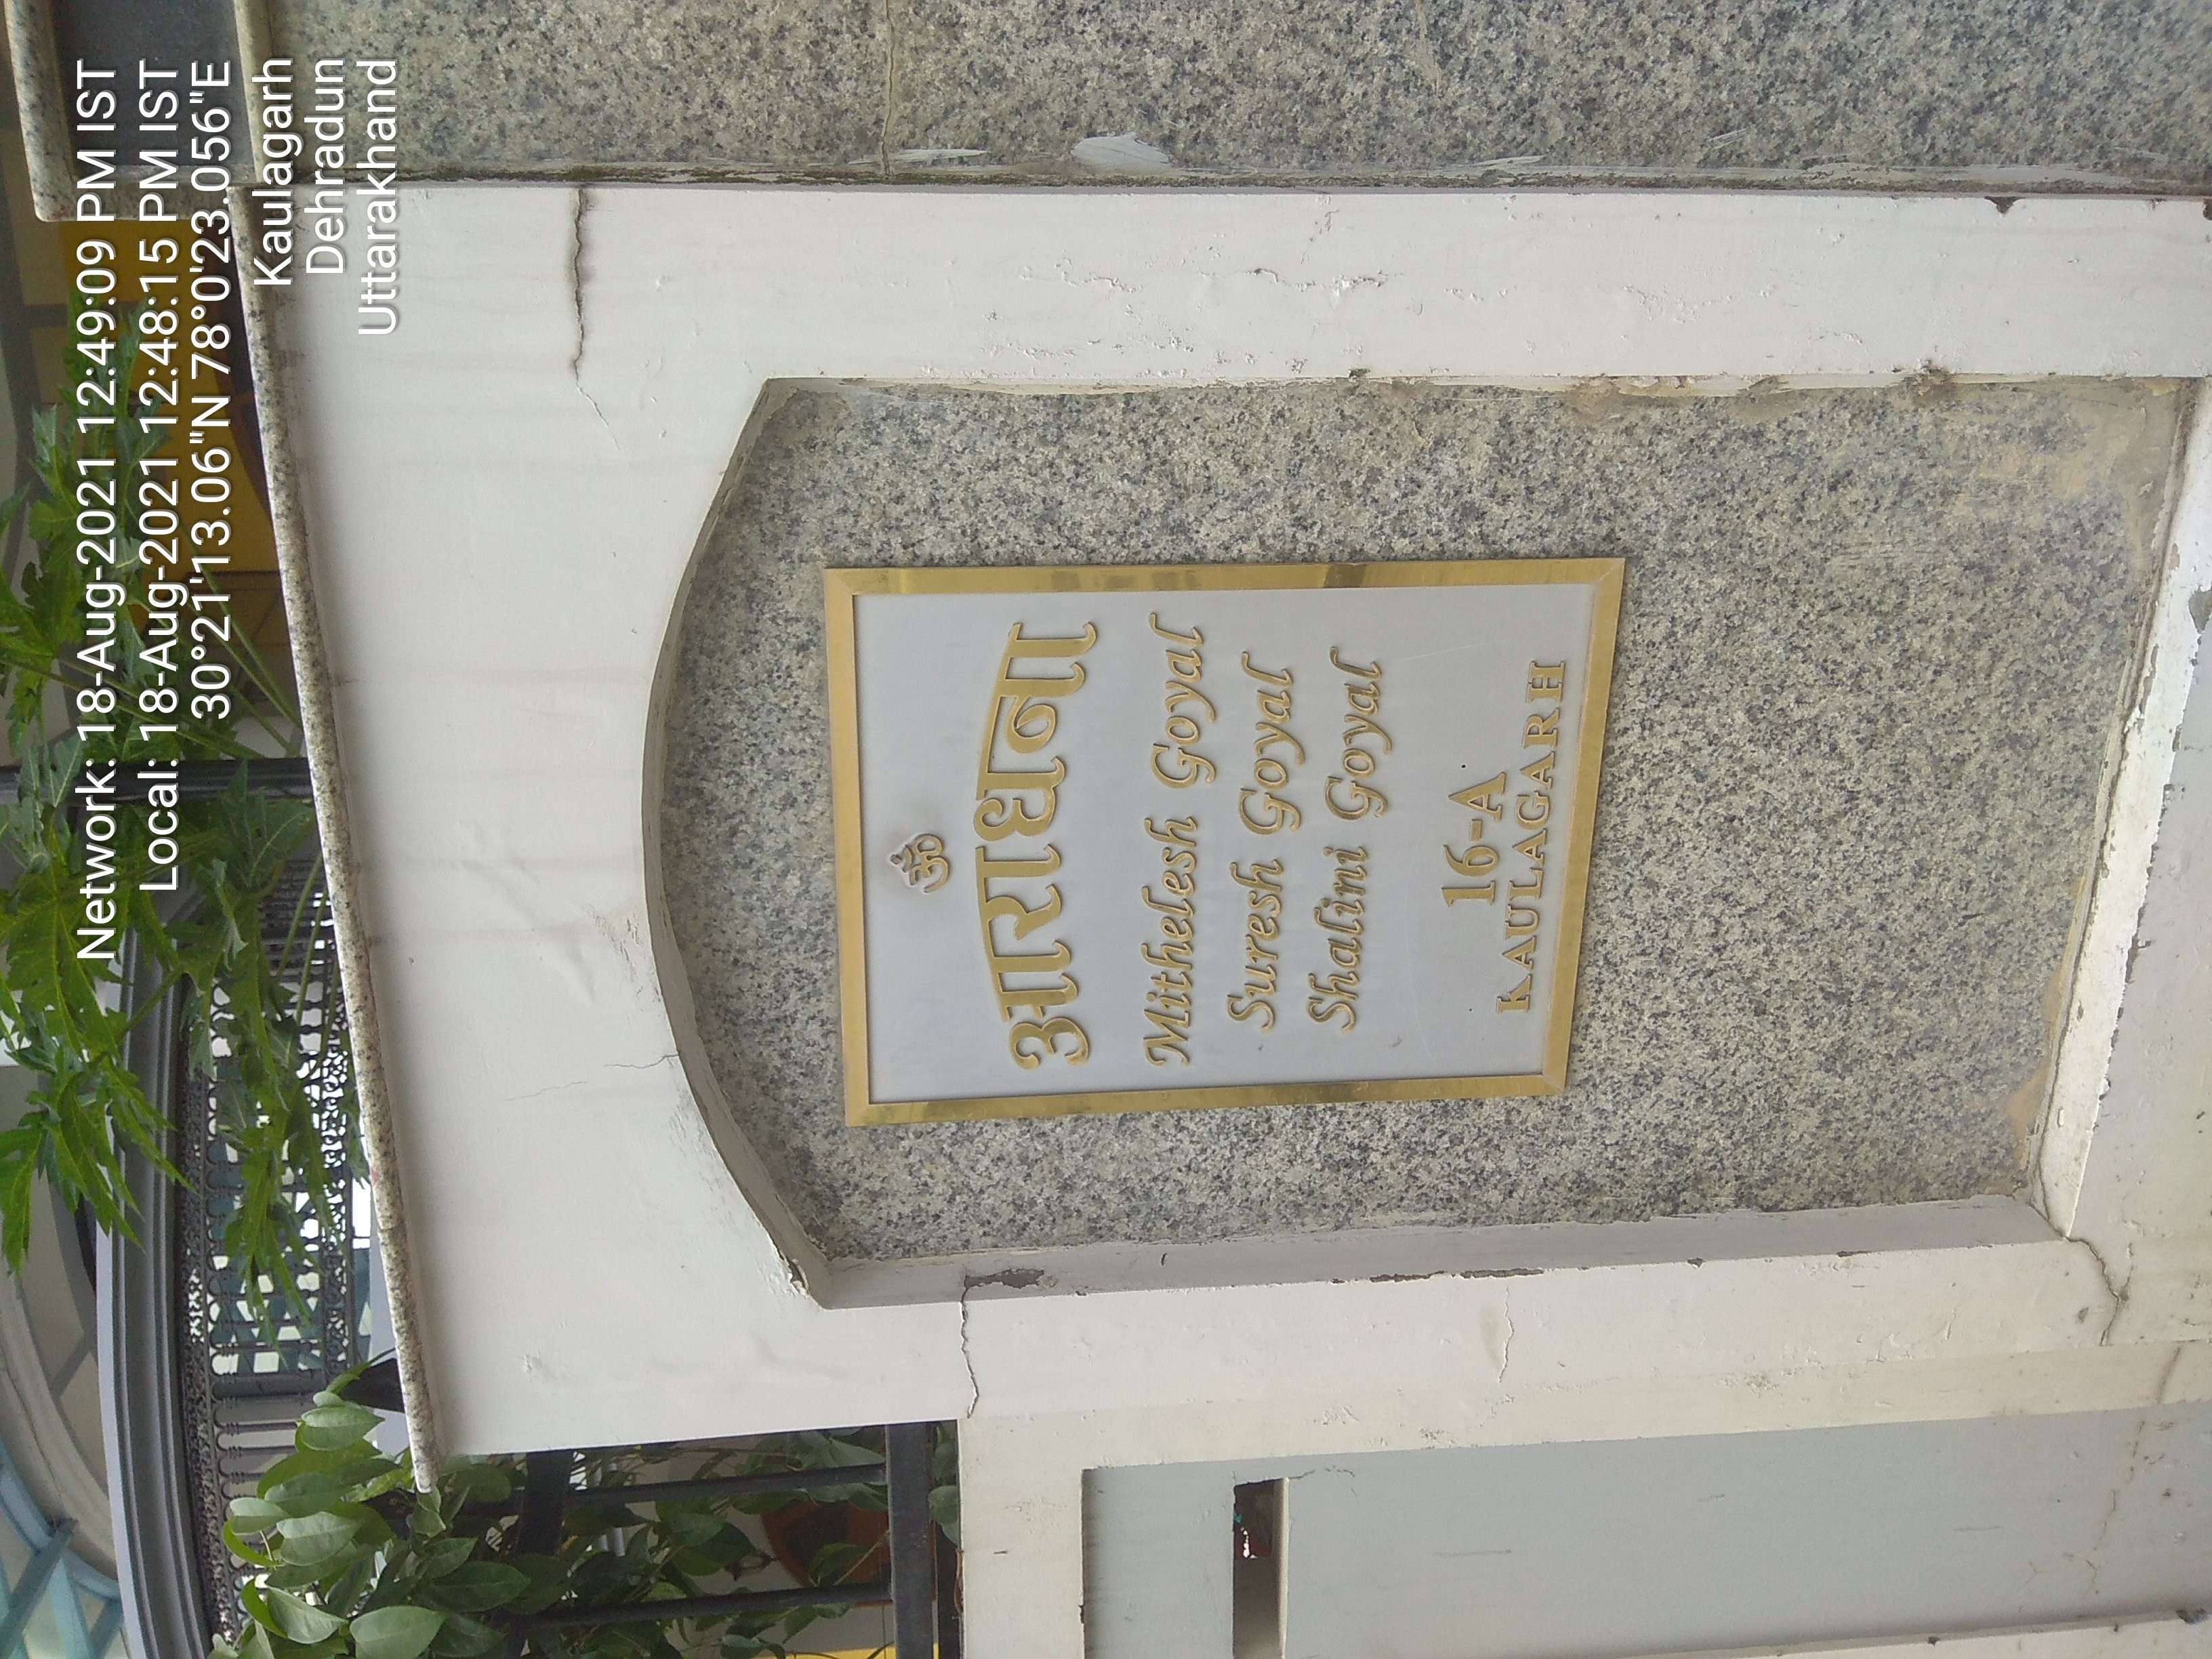 Network: 18-Aug-2021 12:49:09 PM IST
Local: 18-Aug-2021 12:48:15 PM IST
30°21'13.06"N 78°0'23.056"E
Kaulagarh
Dehradun
Uttarakhand
ॐ
आराधना
Mithelesh Goyal
Suresh Goyal
Shalini Goyal
16-A
KAULAGARH